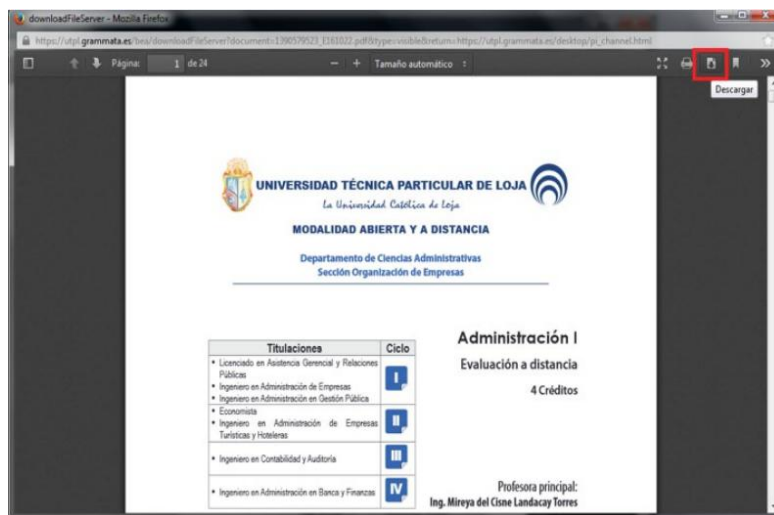 downloadFileServer - Mozilla Firefox
https://utpl.grammata.es/bea/downloadFileServer?document=1390579523_E161022.pdf&type=visible&return=https://utpl.grammata.es/desktop/pi_channel.html
Página: 1 de 24 Tamaño automático
Descargar
UNIVERSIDAD TÉCNICA PARTICULAR DE LOJA
La Universidad Católica de Loja
MODALIDAD ABIERTA Y A DISTANCIA
Departamento de Ciencias Administrativas
Sección Organización de Empresas
Administración I
Evaluación a distancia
4 Créditos
Titulaciones Ciclo
• Licenciado en Asistencia Gerencial y Relaciones
Públicas
• Ingeniero en Administración de Empresas
• Ingeniero en Administración en Gestión Pública
I
• Economista
• Ingeniero en Administración de Empresas
Turísticas y Hoteleras
II
• Ingeniero en Contabilidad y Auditoría
III
• Ingeniero en Administración en Banca y Finanzas
IV
Profesora principal:
Ing. Mireya del Cisne Landacay Torres